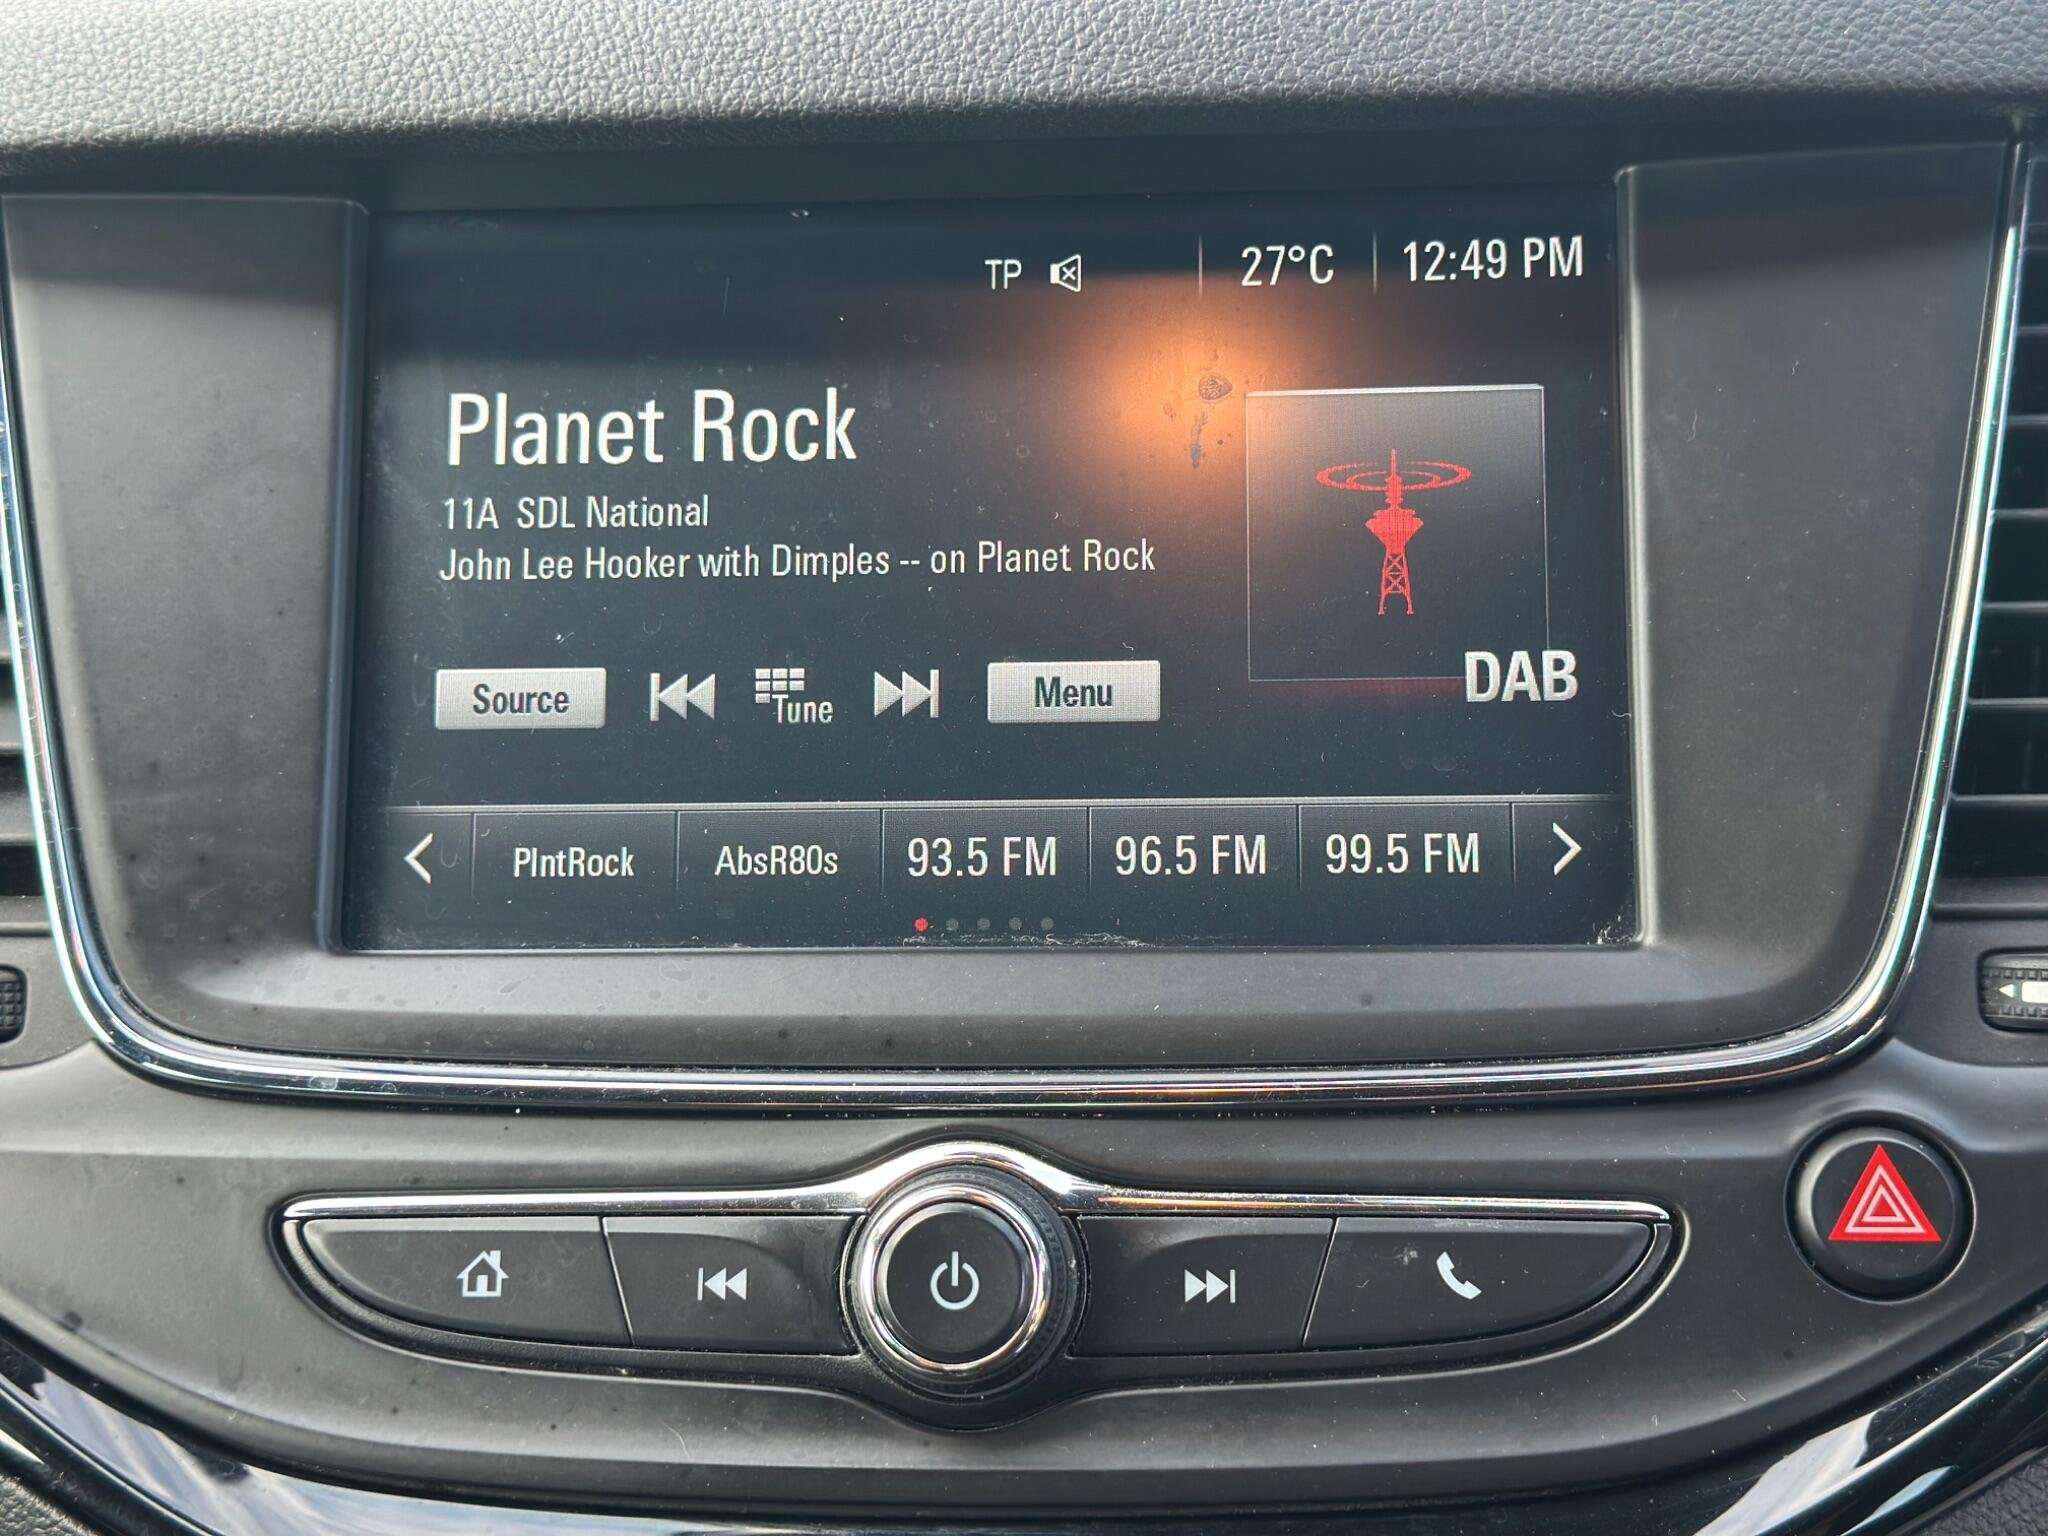 TP 27°C 12:49 PM
Planet Rock
11A SDL National
John Lee Hooker with Dimples -- on Planet Rock
DAB
Source Tune Menu
PlntRock AbsR80s 93.5 FM 96.5 FM 99.5 FM